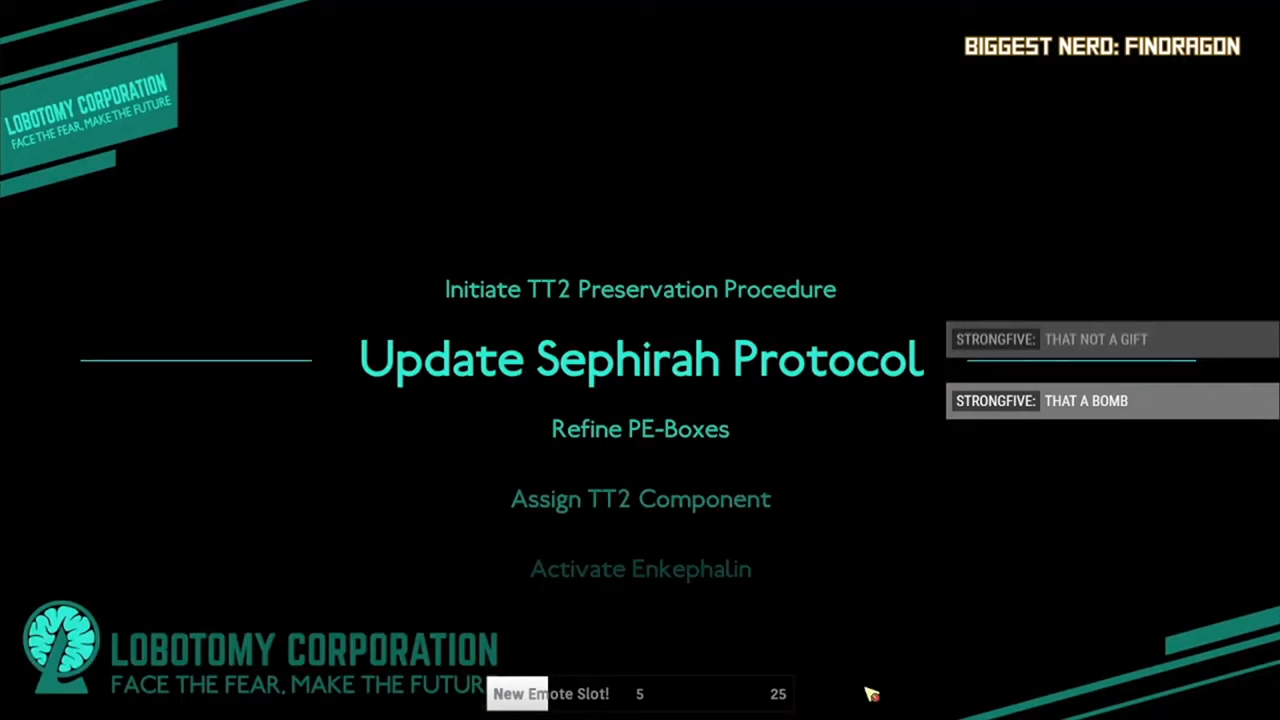 BIGGEST NERD: FINDRAGON
LOBOTOMY CORPORATION
FACE THE FEAR, MAKE THE FUTURE
Initiate TT2 Preservation Procedure
STRONGFIVE: THAT NOT A GIFT
Update Sephirah Protocol
STRONGFIVE: THAT A BOMB
Refine PE-Boxes
Assign TT2 Component
Activate Enkephalin
LOBOTOMY CORPORATION
FACE THE FEAR, MAKE THE FUTUR
New Emote Slot! 5 25